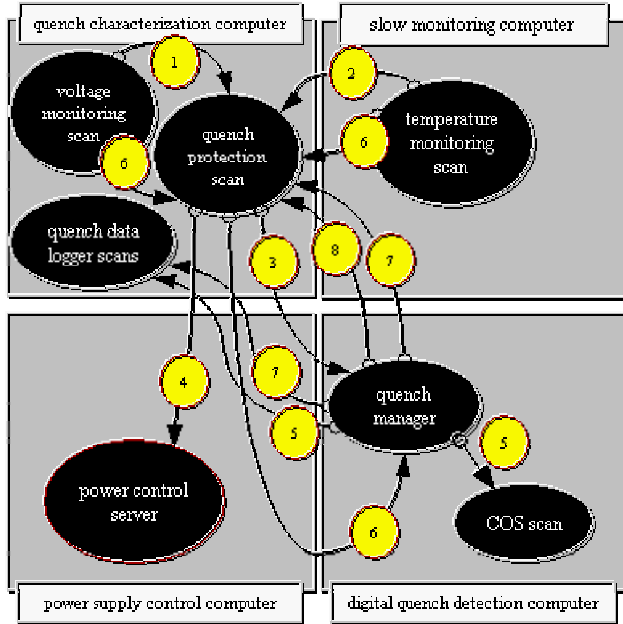 quench characterization computer
slow monitoring computer
1
2
voltage
monitoring
scan
quench
protection
scan
temperature
monitoring
scan
6
6
quench data
logger scans
3
8
7
4
7
quench
manager
5
5
power control
server
COS scan
6
power supply control computer
digital quench detection computer